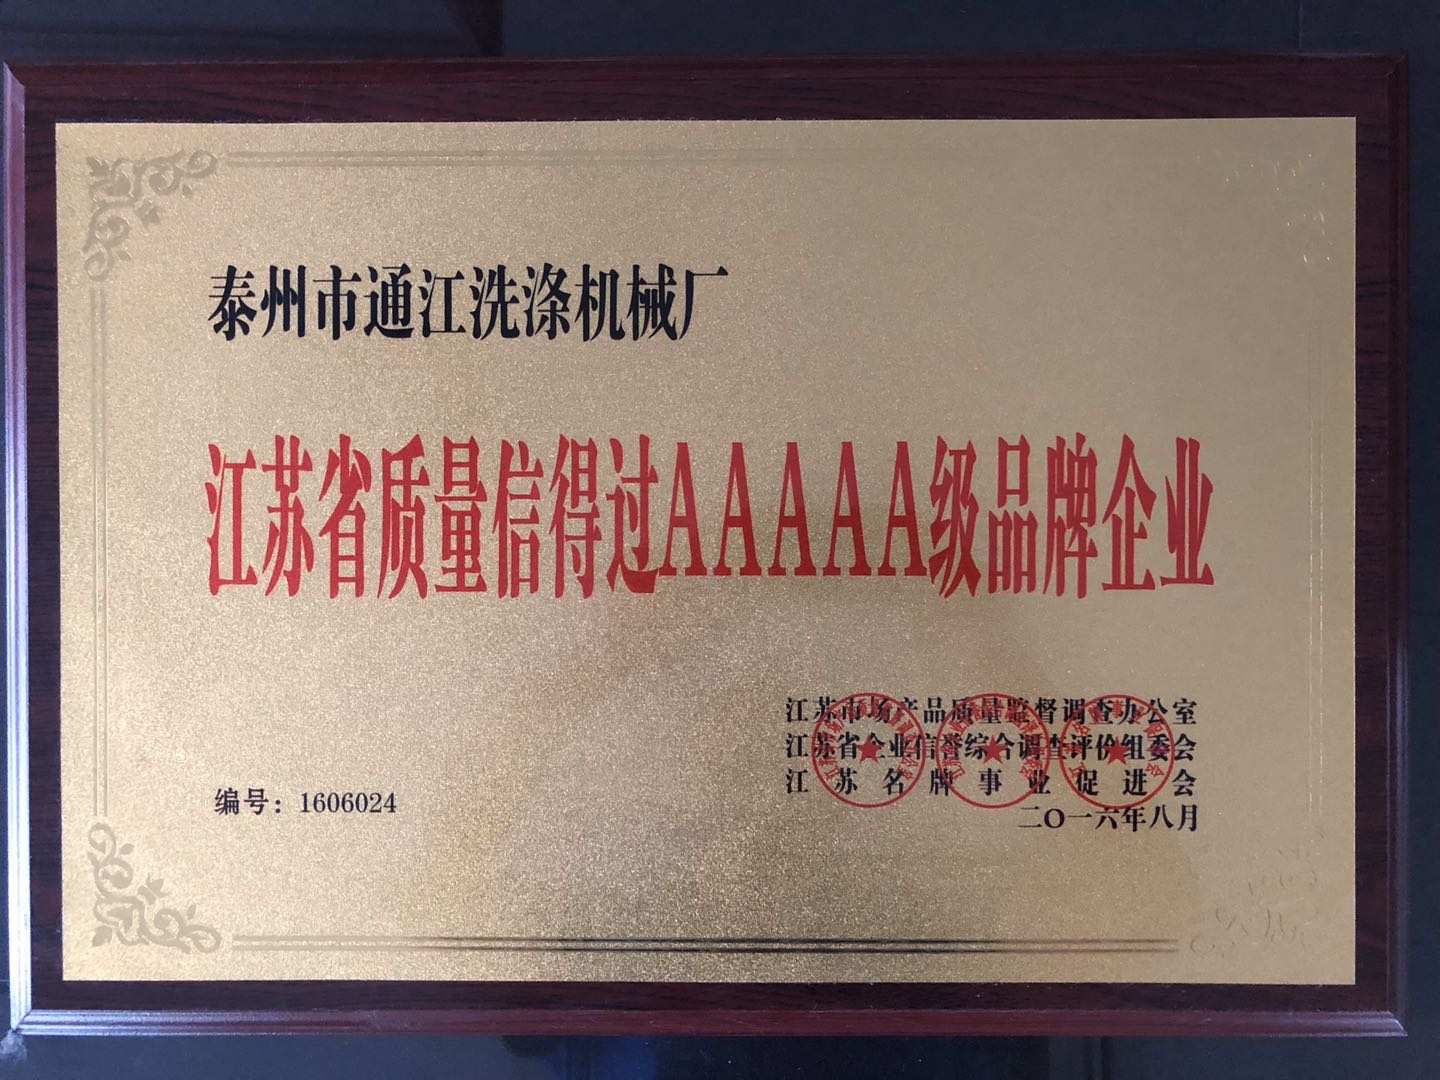 泰州市通江洗涤机械厂
江苏省质量信得过AAAAA级品牌企业
江苏市场产品质量监督调查办公室
江苏省企业信誉综合调查评价组委会
江苏名牌事业促进会
二〇一六年八月
编号：1606024